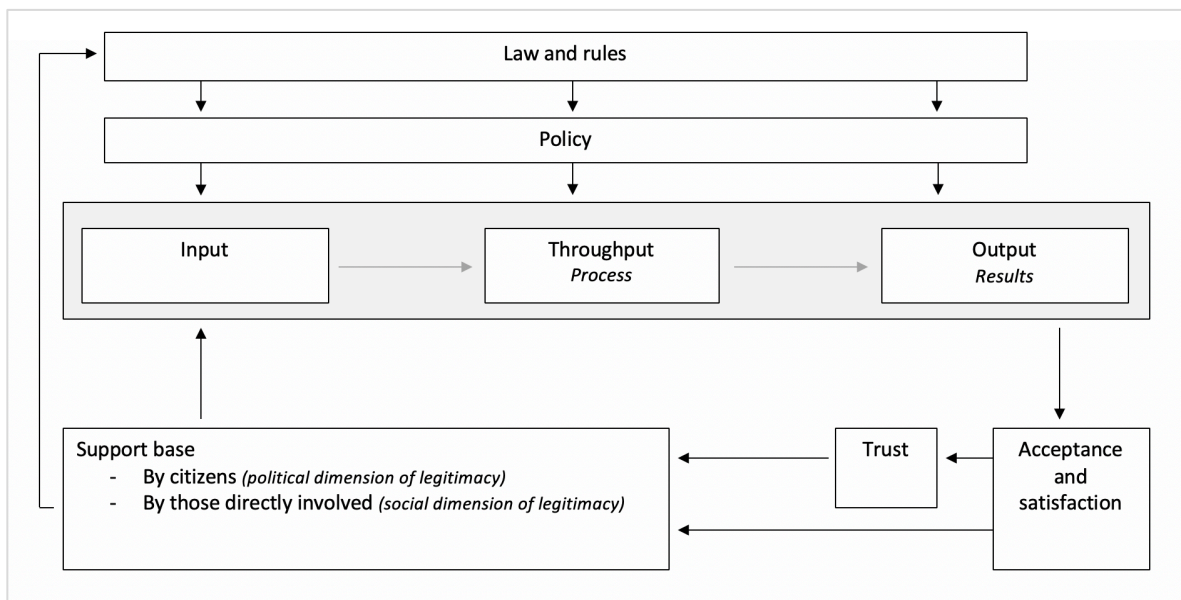 Law and rules
Policy
Input
Throughput
Process
Output
Results
Support base
- By citizens (political dimension of legitimacy)
- By those directly involved (social dimension of legitimacy)
Trust
Acceptance
and
satisfaction